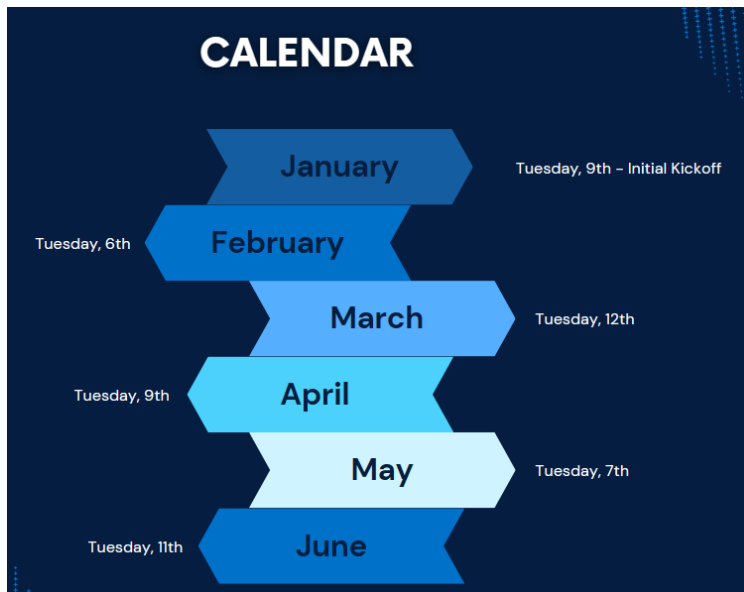 CALENDAR
January
Tuesday, 9th - Initial Kickoff
Tuesday, 6th
February
March
Tuesday, 12th
Tuesday, 9th
April
May
Tuesday, 7th
Tuesday, 11th
June